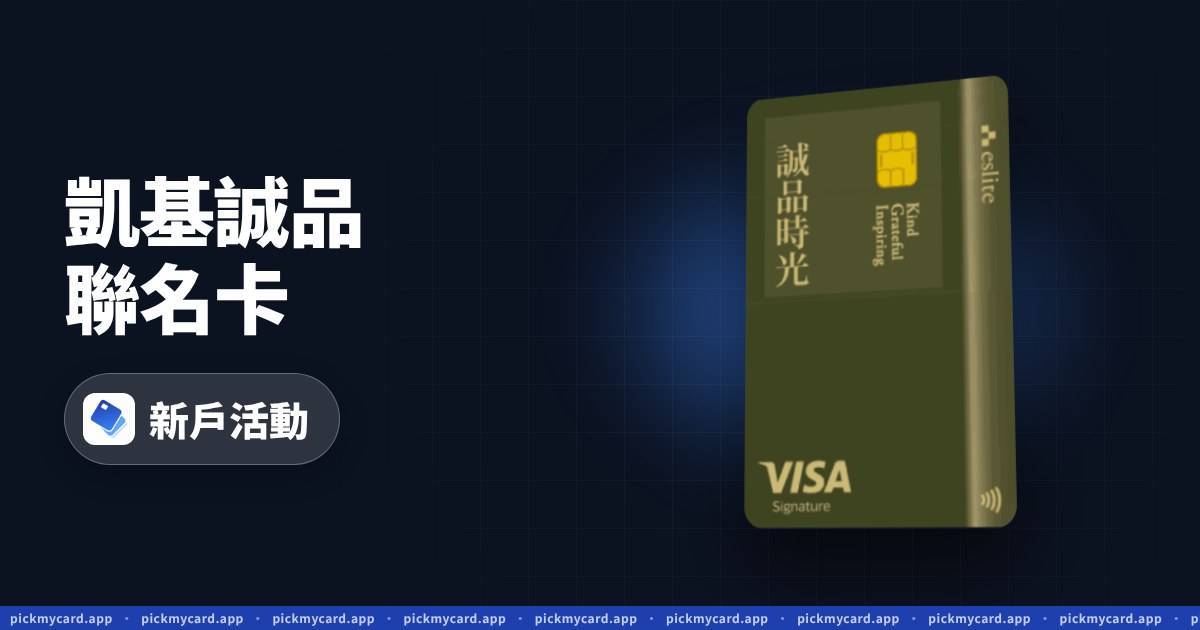 凱基誠品
聯名卡
新戶活動
誠品時光
Kind
Grateful
Inspiring
eslite
VISA
Signature
pickmycard.app · pickmycard.app · pickmycard.app · pickmycard.app · pickmycard.app · pickmycard.app · pickmycard.app · pickmycard.app · pickmycard.app · p